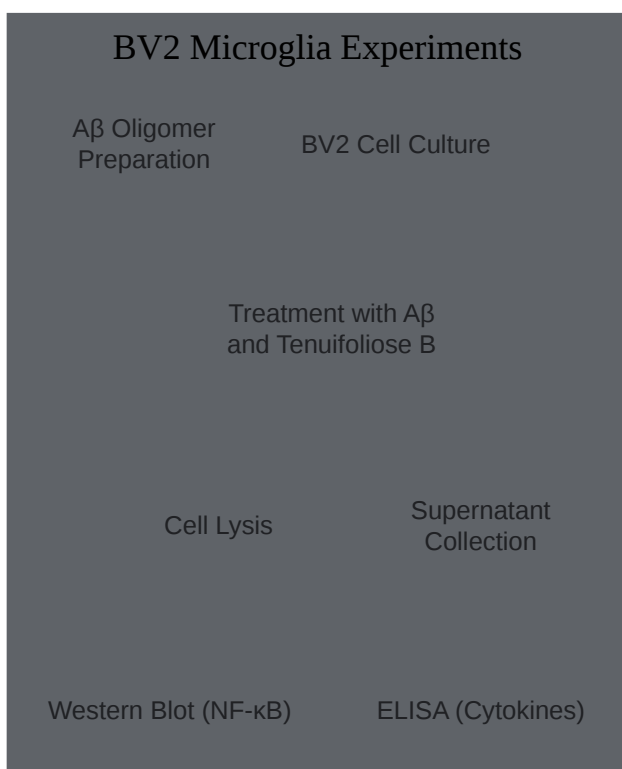 BV2 Microglia Experiments
Aβ Oligomer
Preparation
BV2 Cell Culture
Treatment with Aβ
and Tenuifoliose B
Cell Lysis
Supernatant
Collection
Western Blot (NF-κB)
ELISA (Cytokines)